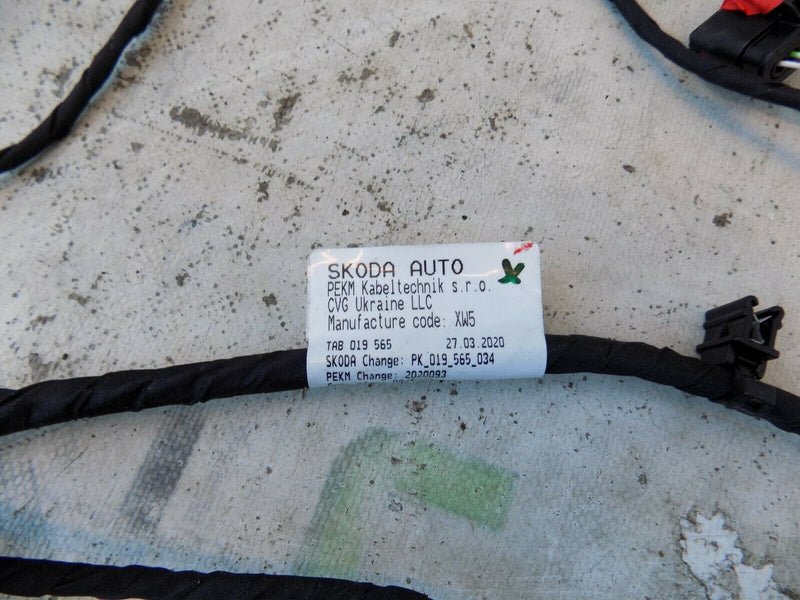 SKODA AUTO
PEKM Kabeltechnik s.r.o.
CVG Ukraine LLC
Manufacture code: XW5
TAB 019 565 27.03.2020
SKODA Change: PK_019_565_034
PEKM Change: 2020093